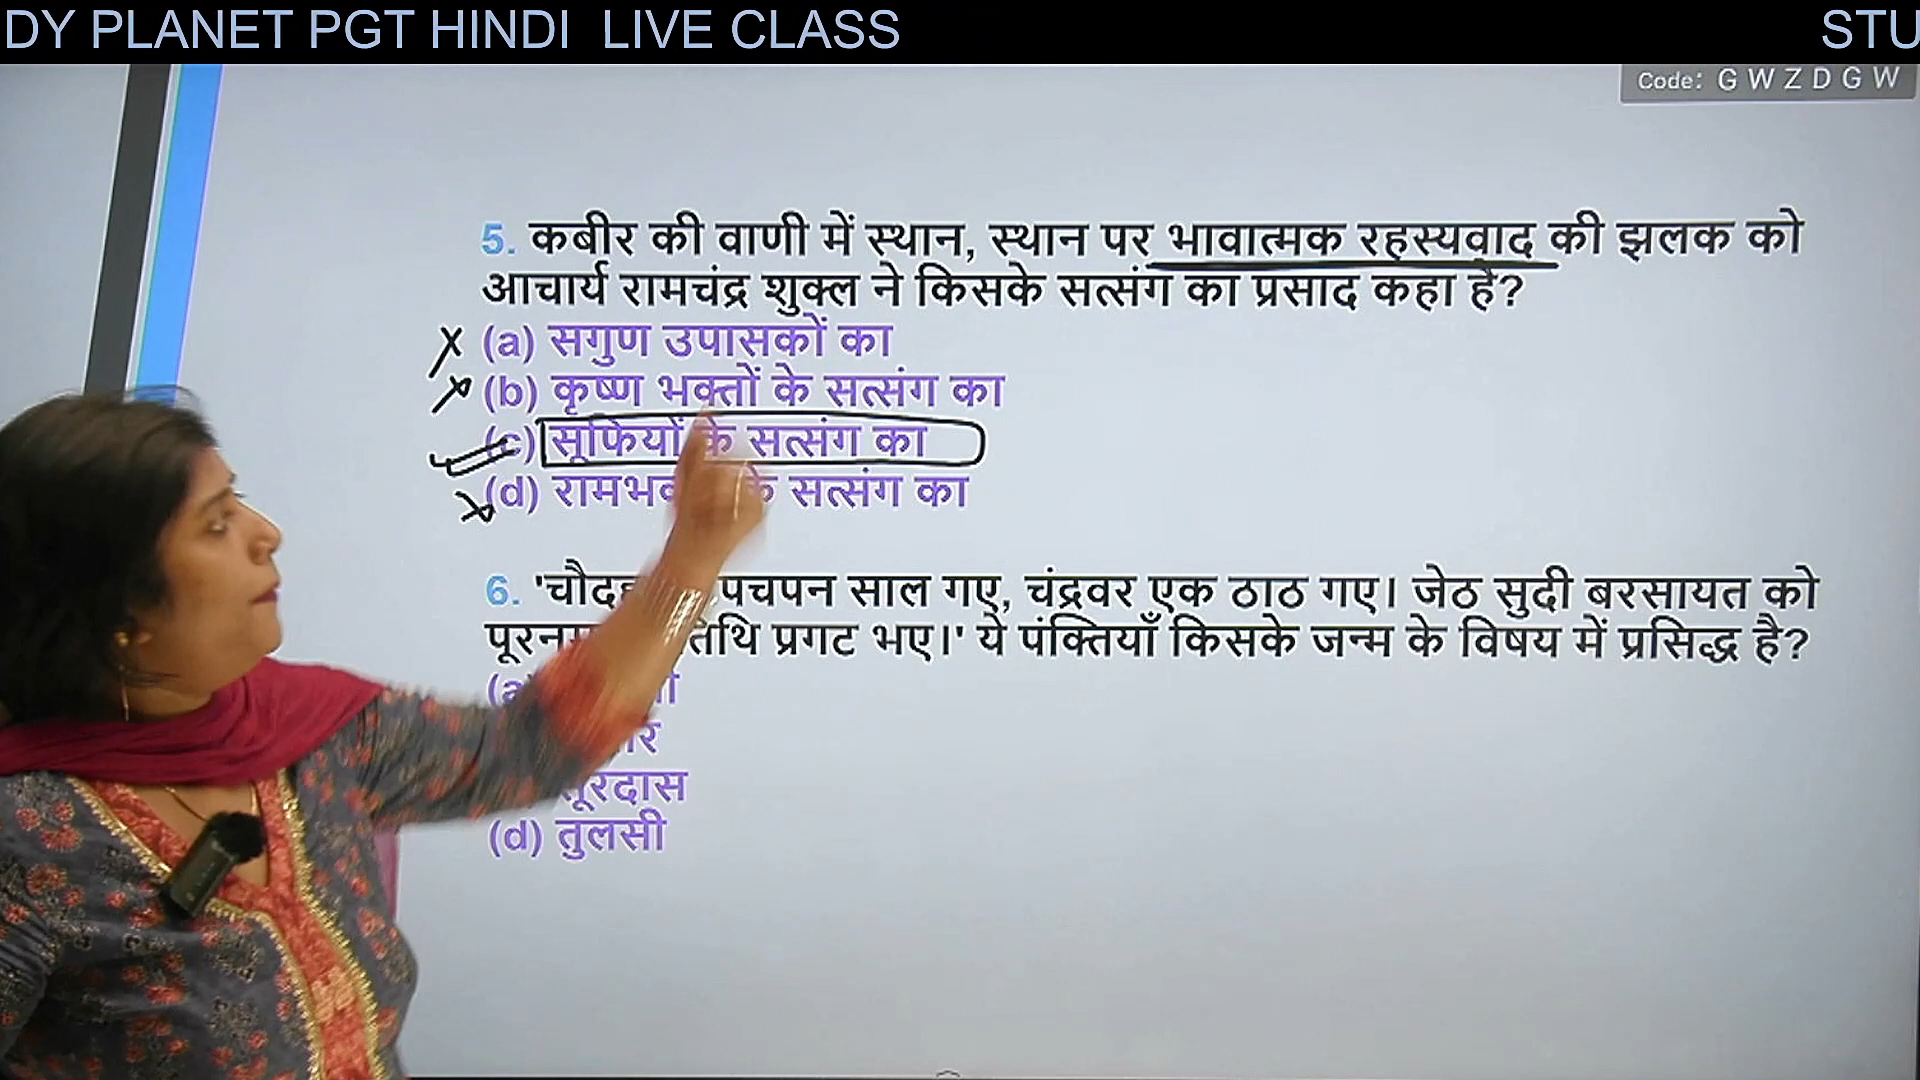 DY PLANET PGT HINDI LIVE CLASS
STU
Code: G W Z D G W
5. कबीर की वाणी में स्थान, स्थान पर भावात्मक रहस्यवाद की झलक को
आचार्य रामचंद्र शुक्ल ने किसके सत्संग का प्रसाद कहा है?
(a) सगुण उपासकों का
(b) कृष्ण भक्तों के सत्संग का
(c) सूफियों के सत्संग का
(d) सत्संग का
6. पचपन साल गए, चंद्रवर एक ठाठ गए। जेठ सुदी बरसायत को
प्रगट भए।' ये पंक्तियाँ किसके जन्म के विषय में प्रसिद्ध है?
सूरदास
(d) तुलसी